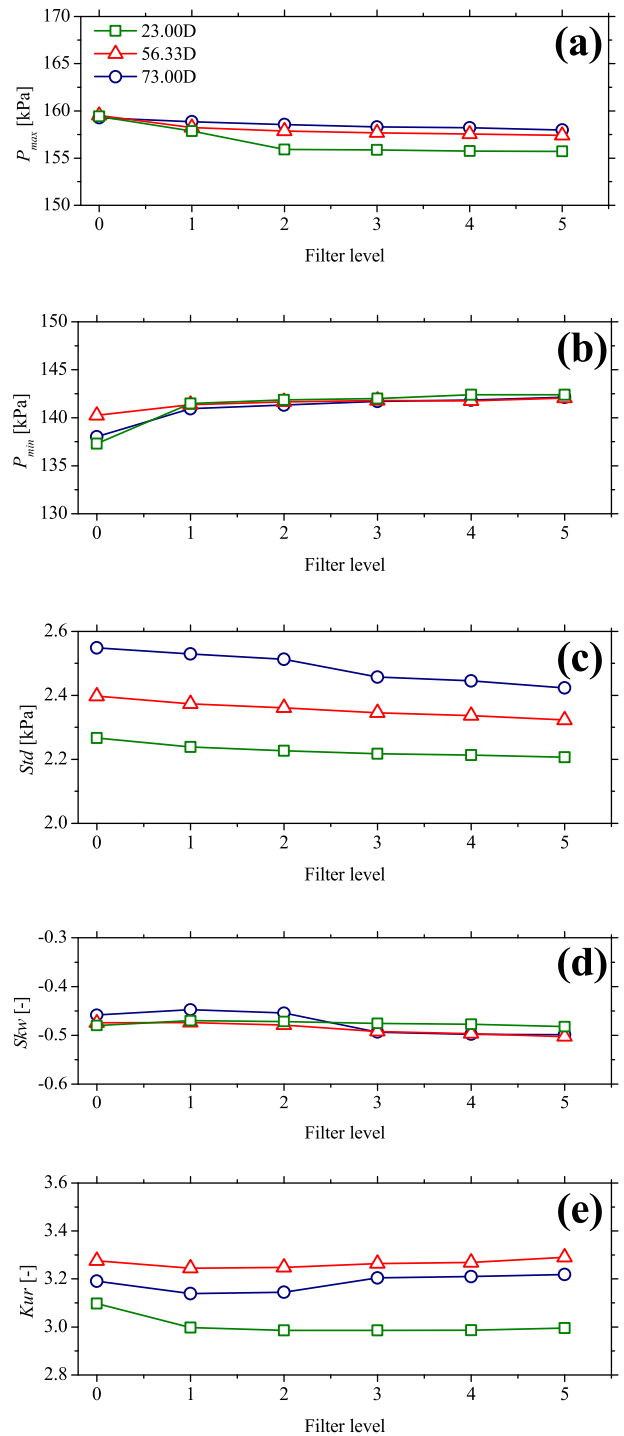 170
165
160
155
150
P_max [kPa]
23.00D
56.33D
73.00D
(a)
0 1 2 3 4 5
Filter level
150
145
140
135
130
P_min [kPa]
(b)
0 1 2 3 4 5
Filter level
2.6
2.4
2.2
2.0
Std [kPa]
(c)
0 1 2 3 4 5
Filter level
-0.3
-0.4
-0.5
-0.6
Skw [-]
(d)
0 1 2 3 4 5
Filter level
3.6
3.4
3.2
3.0
2.8
Kur [-]
(e)
0 1 2 3 4 5
Filter level